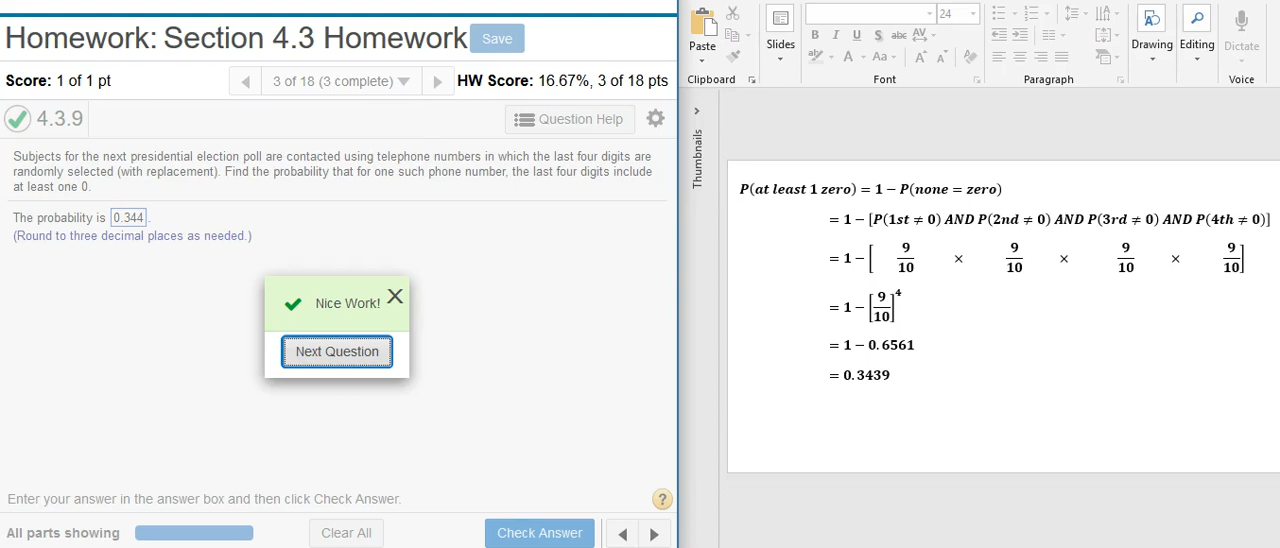 Homework: Section 4.3 Homework Save
Score: 1 of 1 pt
3 of 18 (3 complete)
HW Score: 16.67%, 3 of 18 pts
4.3.9
Question Help
Subjects for the next presidential election poll are contacted using telephone numbers in which the last four digits are
randomly selected (with replacement). Find the probability that for one such phone number, the last four digits include
at least one 0.
The probability is 0.344.
(Round to three decimal places as needed.)
Nice Work! X
Next Question
Enter your answer in the answer box and then click Check Answer.
?
All parts showing
Clear All
Check Answer
Paste
Clipboard
Slides
24
B I U S abc AV
A Aa A A
Font
Paragraph
Drawing
Editing
Dictate
Voice
Thumbnails
P(at least 1 zero) = 1 − P(none = zero)
= 1 − [P(1st ≠ 0) AND P(2nd ≠ 0) AND P(3rd ≠ 0) AND P(4th ≠ 0)]
= 1 − [ 9/10 × 9/10 × 9/10 × 9/10 ]
= 1 − [9/10]⁴
= 1 − 0.6561
= 0.3439